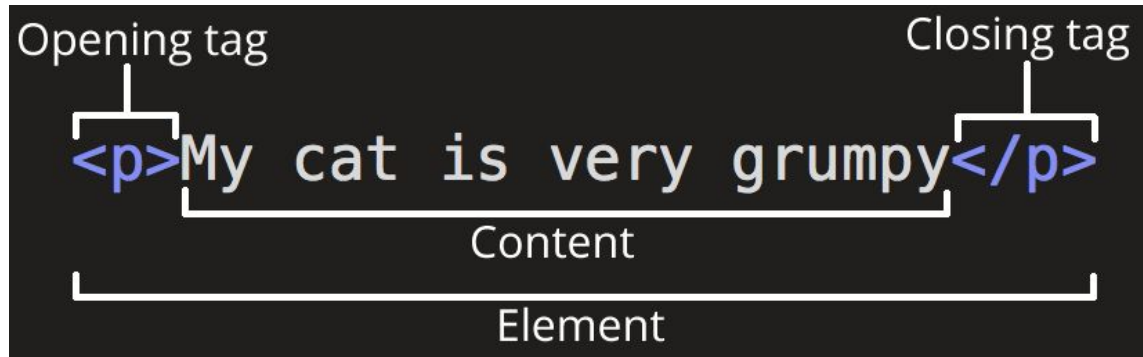 Opening tag
Closing tag
<p>My cat is very grumpy</p>
Content
Element